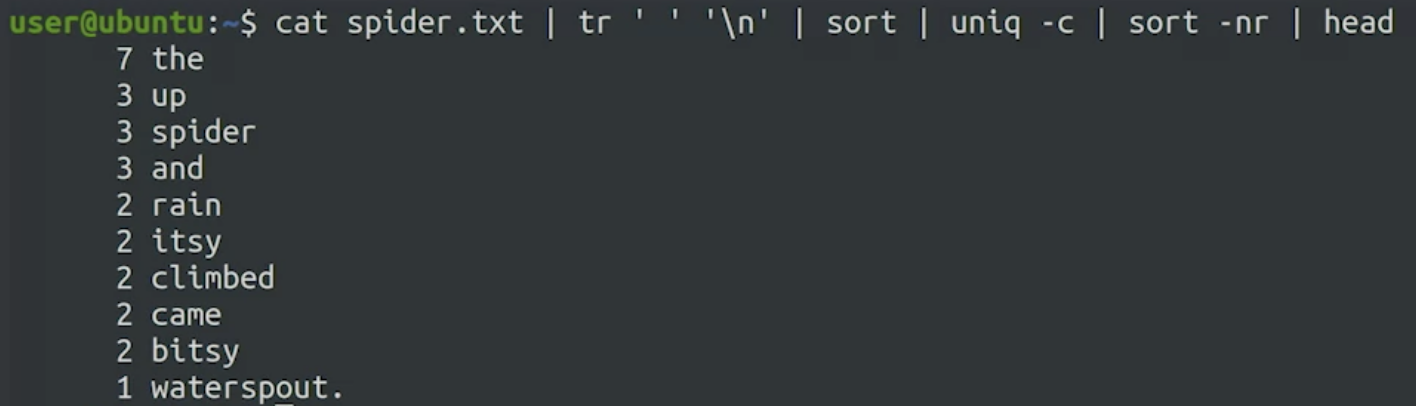 user@ubuntu:~$ cat spider.txt | tr ' ' '\n' | sort | uniq -c | sort -nr | head
7 the
3 up
3 spider
3 and
2 rain
2 itsy
2 climbed
2 came
2 bitsy
1 waterspout.